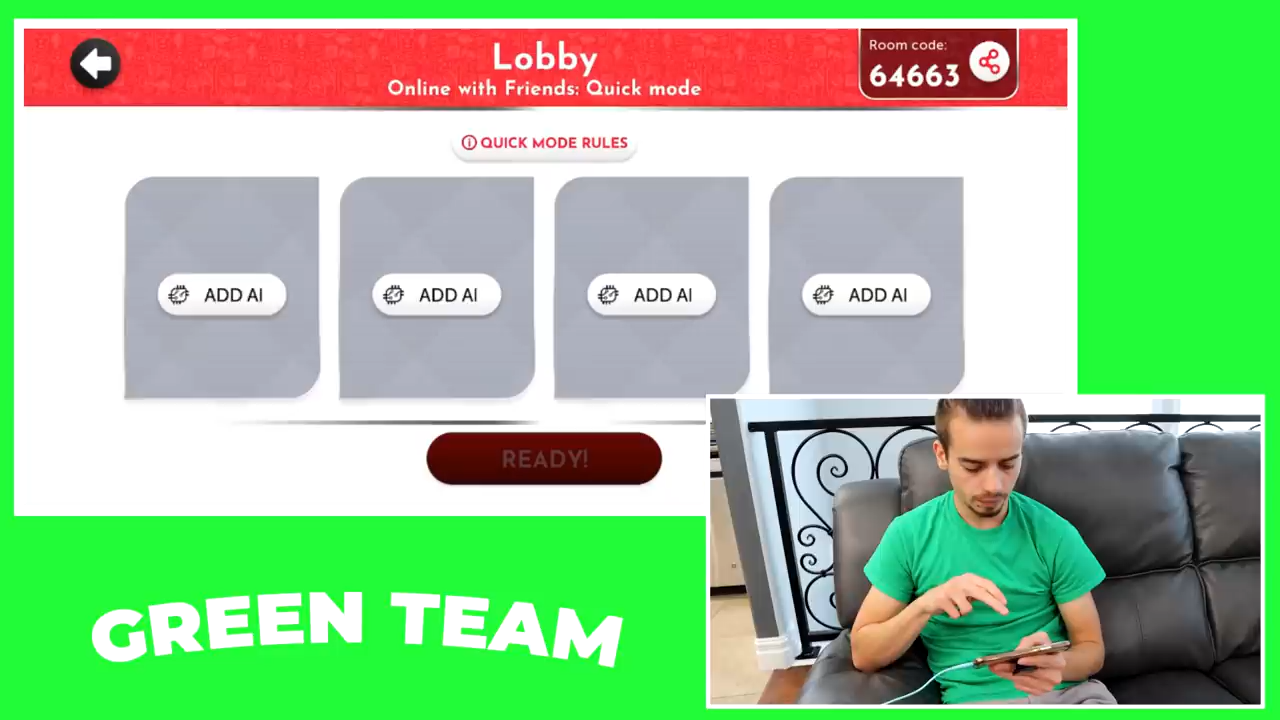 Lobby
Online with Friends: Quick mode
Room code:
64663
QUICK MODE RULES
ADD AI
ADD AI
ADD AI
ADD AI
READY!
GREEN TEAM